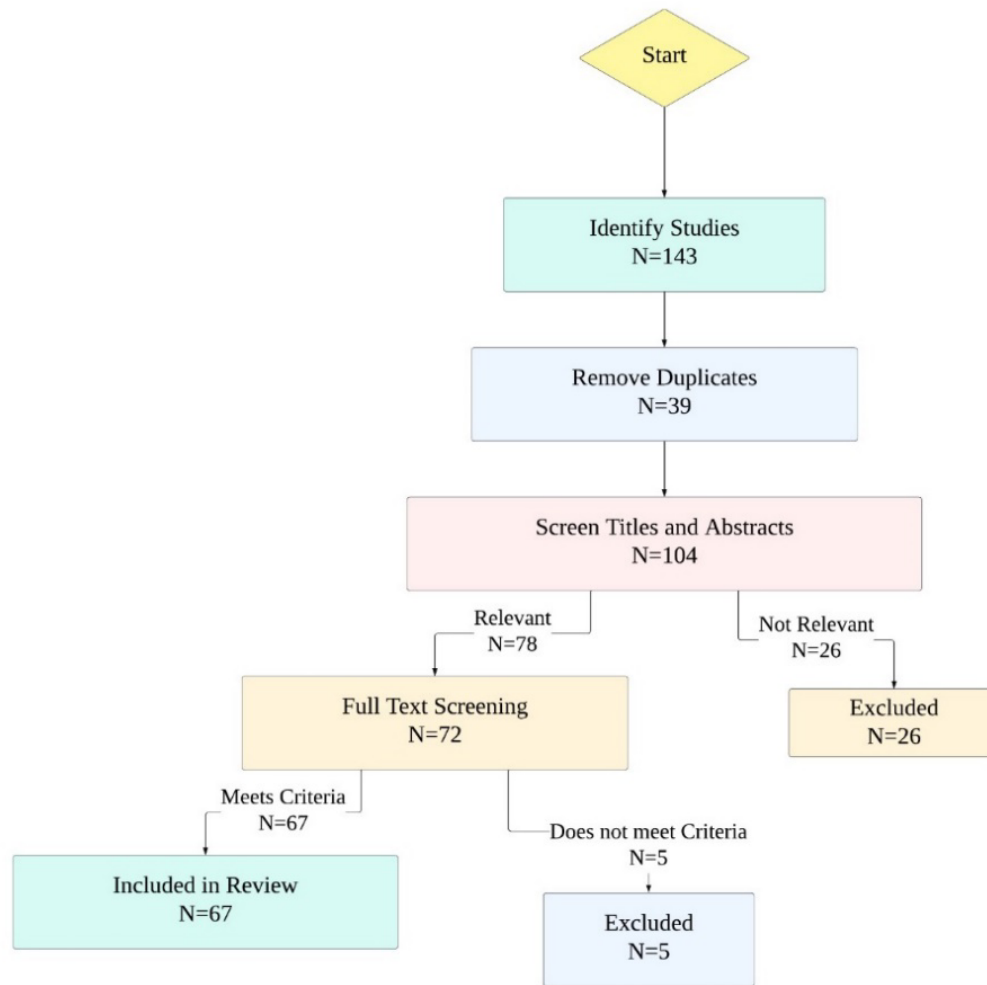 Start
Identify Studies
N=143
Remove Duplicates
N=39
Screen Titles and Abstracts
N=104
Relevant
N=78
Not Relevant
N=26
Full Text Screening
N=72
Excluded
N=26
Meets Criteria
N=67
Does not meet Criteria
N=5
Included in Review
N=67
Excluded
N=5